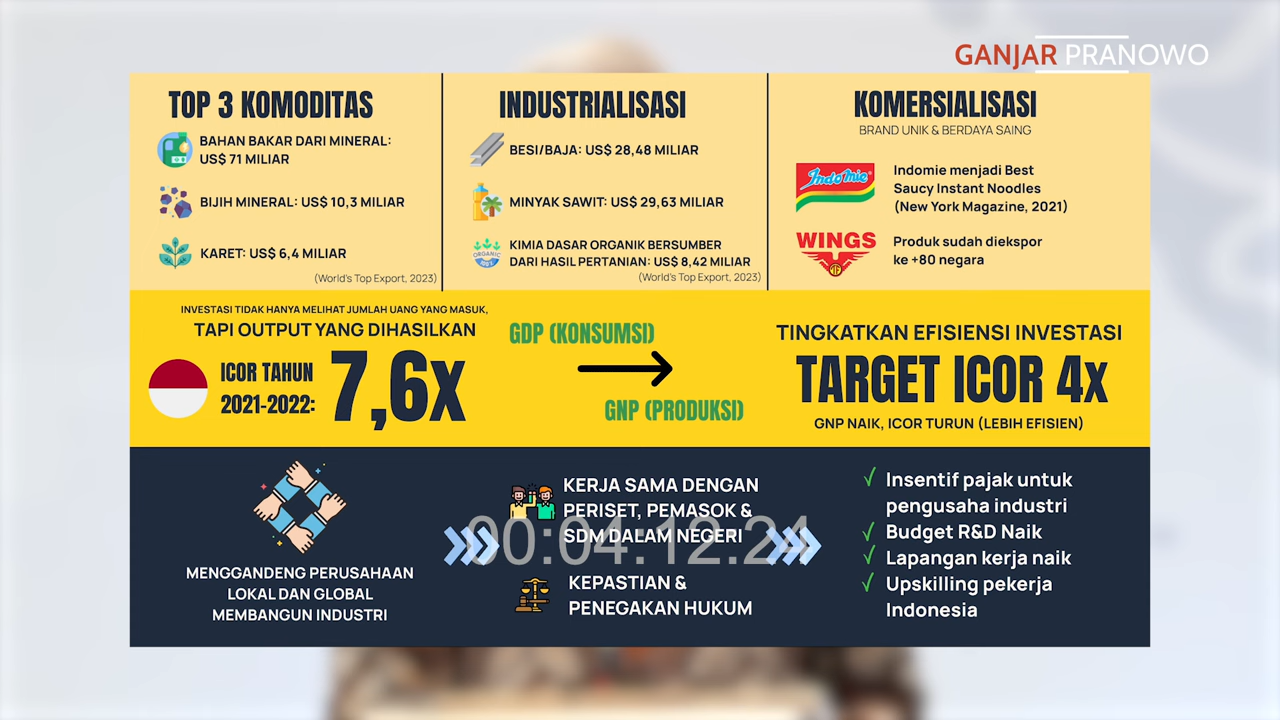 GANJAR PRANOWO
TOP 3 KOMODITAS
BAHAN BAKAR DARI MINERAL:
US$ 71 MILIAR
BIJIH MINERAL: US$ 10,3 MILIAR
KARET: US$ 6,4 MILIAR
(World's Top Export, 2023)
INDUSTRIALISASI
BESI/BAJA: US$ 28,48 MILIAR
MINYAK SAWIT: US$ 29,63 MILIAR
ORGANIC
KIMIA DASAR ORGANIK BERSUMBER
DARI HASIL PERTANIAN: US$ 8,42 MILIAR
(World's Top Export, 2023)
KOMERSIALISASI
BRAND UNIK & BERDAYA SAING
Indomie
Indomie menjadi Best
Saucy Instant Noodles
(New York Magazine, 2021)
WINGS
Produk sudah diekspor
ke +80 negara
INVESTASI TIDAK HANYA MELIHAT JUMLAH UANG YANG MASUK,
TAPI OUTPUT YANG DIHASILKAN
ICOR TAHUN
2021-2022:
7,6x
GDP (KONSUMSI)
GNP (PRODUKSI)
TINGKATKAN EFISIENSI INVESTASI
TARGET ICOR 4x
GNP NAIK, ICOR TURUN (LEBIH EFISIEN)
MENGGANDENG PERUSAHAAN
LOKAL DAN GLOBAL
MEMBANGUN INDUSTRI
KERJA SAMA DENGAN
PERISET, PEMASOK &
SDM DALAM NEGERI
00:04:12:24
KEPASTIAN &
PENEGAKAN HUKUM
√ Insentif pajak untuk
pengusaha industri
√ Budget R&D Naik
√ Lapangan kerja naik
√ Upskilling pekerja
Indonesia